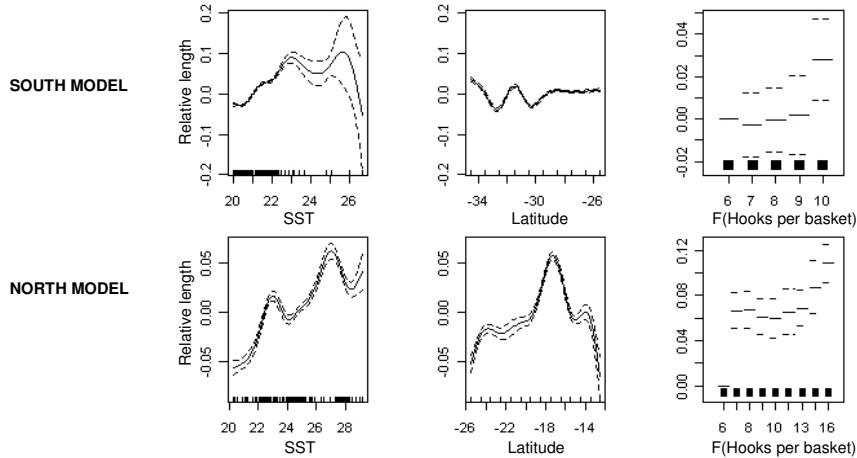 SOUTH MODEL
Relative length
0.2
0.1
0.0
-0.1
-0.2
20 22 24 26
SST
0.2
0.1
0.0
-0.1
-0.2
-34 -30 -26
Latitude
0.04
0.02
0.00
-0.02
6 7 8 9 10
F(Hooks per basket)
NORTH MODEL
Relative length
0.05
0.00
-0.05
20 22 24 26 28
SST
0.05
0.00
-0.05
-26 -22 -18 -14
Latitude
0.12
0.08
0.04
0.00
6 8 10 13 16
F(Hooks per basket)